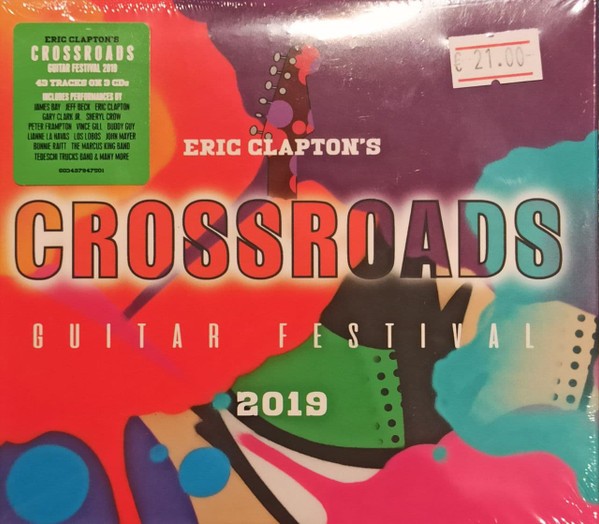 ERIC CLAPTON'S
CROSSROADS
GUITAR FESTIVAL 2019
43 TRACKS ON 3 CDs
INCLUDES PERFORMANCES BY
JAMES BAY JEFF BECK ERIC CLAPTON
GARY CLARK JR. SHERYL CROW
PETER FRAMPTON VINCE GILL BUDDY GUY
LIANNE LA HAVAS LOS LOBOS JOHN MAYER
BONNIE RAITT THE MARCUS KING BAND
TEDESCHI TRUCKS BAND & MANY MORE
603497847501
€ 21.00-
ERIC CLAPTON'S
CROSSROADS
GUITAR FESTIVAL
2019